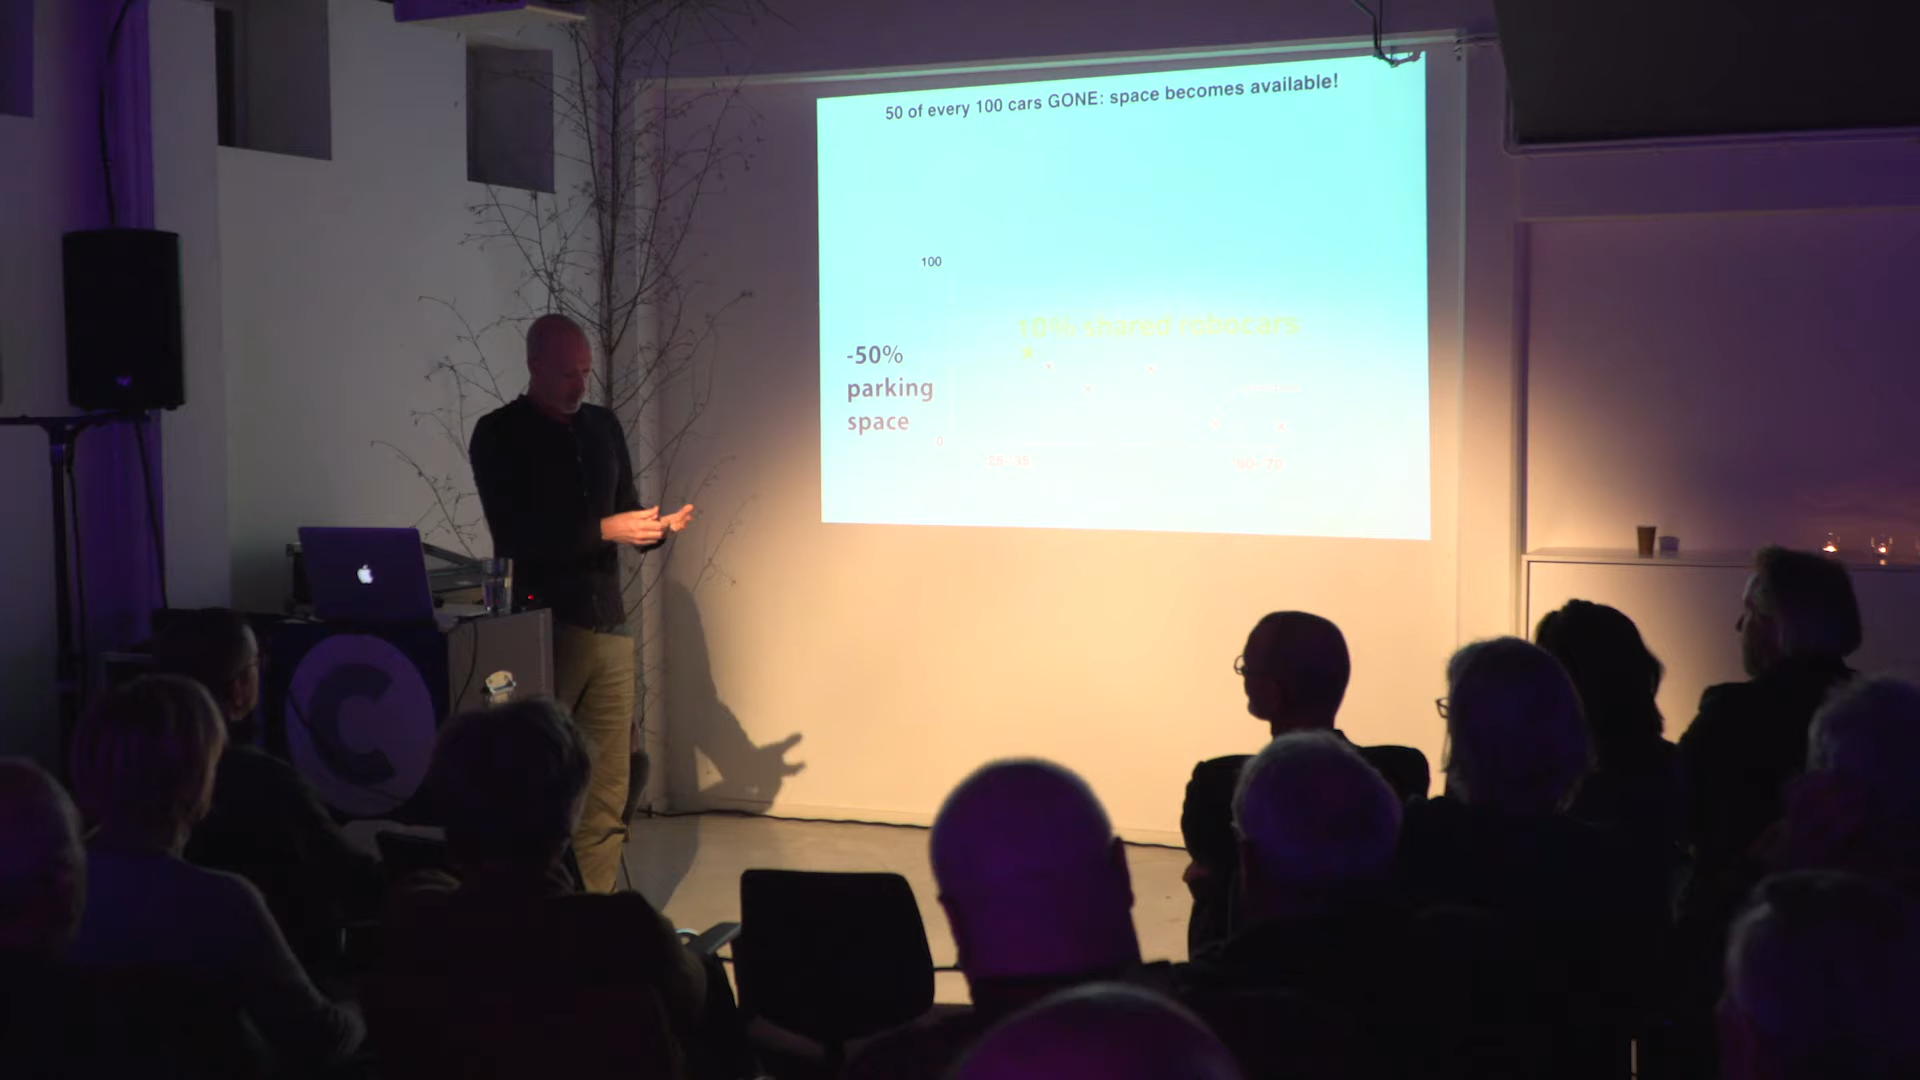 50 of every 100 cars GONE: space becomes available!
100
10% shared robocars
-50%
parking
space
0
C